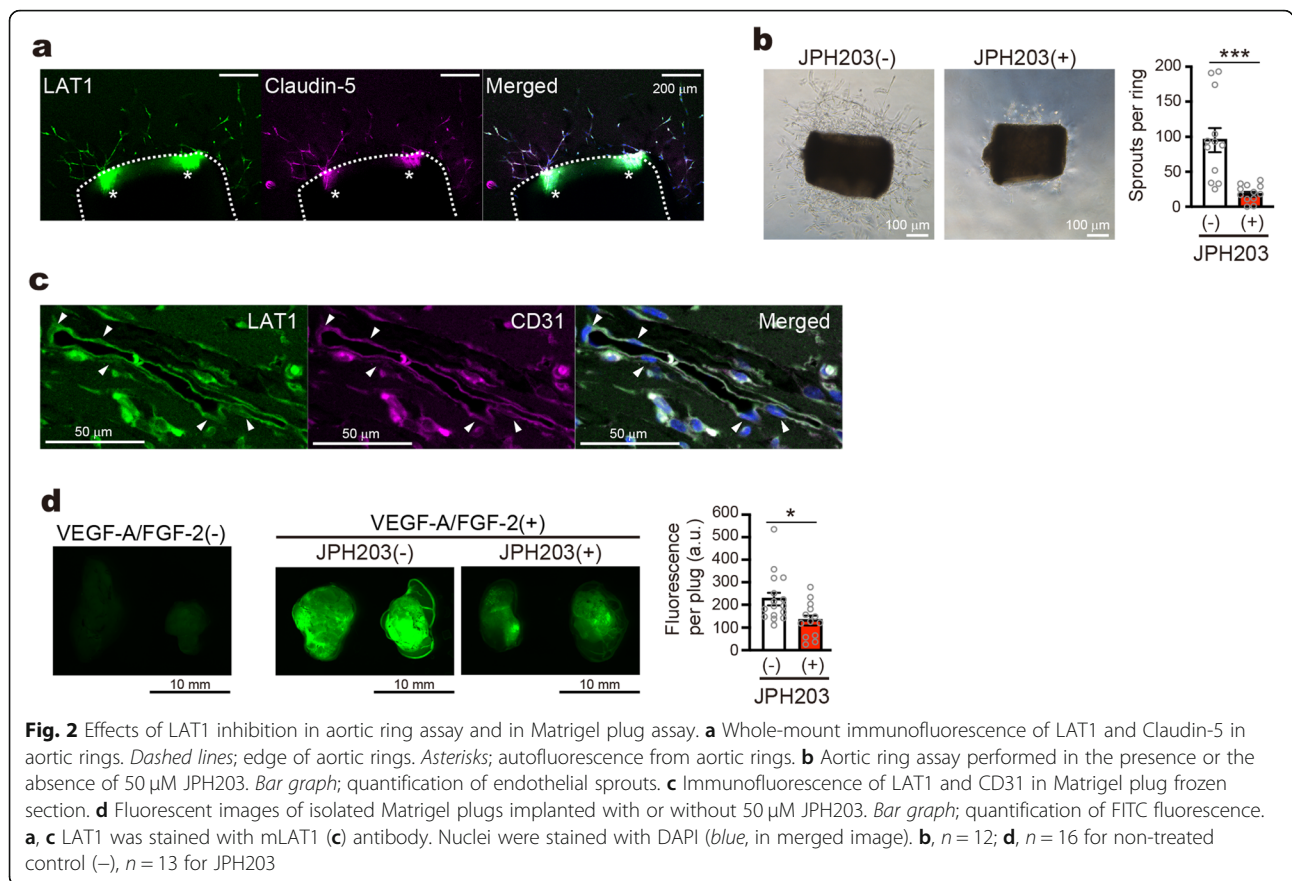 a
LAT1
Claudin-5
Merged
200 μm
*
*
*
*
*
*
b
JPH203(-)
JPH203(+)
100 μm
100 μm
***
Sprouts per ring
200
150
100
50
0
(-)
(+)
JPH203
c
LAT1
CD31
Merged
50 μm
50 μm
50 μm
d
VEGF-A/FGF-2(-)
VEGF-A/FGF-2(+)
JPH203(-)
JPH203(+)
10 mm
10 mm
10 mm
*
Fluorescence
per plug (a.u.)
600
500
400
300
200
100
0
(-)
(+)
JPH203
Fig. 2 Effects of LAT1 inhibition in aortic ring assay and in Matrigel plug assay. a Whole-mount immunofluorescence of LAT1 and Claudin-5 in
aortic rings. Dashed lines; edge of aortic rings. Asterisks; autofluorescence from aortic rings. b Aortic ring assay performed in the presence or the
absence of 50 μM JPH203. Bar graph; quantification of endothelial sprouts. c Immunofluorescence of LAT1 and CD31 in Matrigel plug frozen
section. d Fluorescent images of isolated Matrigel plugs implanted with or without 50 μM JPH203. Bar graph; quantification of FITC fluorescence.
a, c LAT1 was stained with mLAT1 (c) antibody. Nuclei were stained with DAPI (blue, in merged image). b, n = 12; d, n = 16 for non-treated
control (−), n = 13 for JPH203